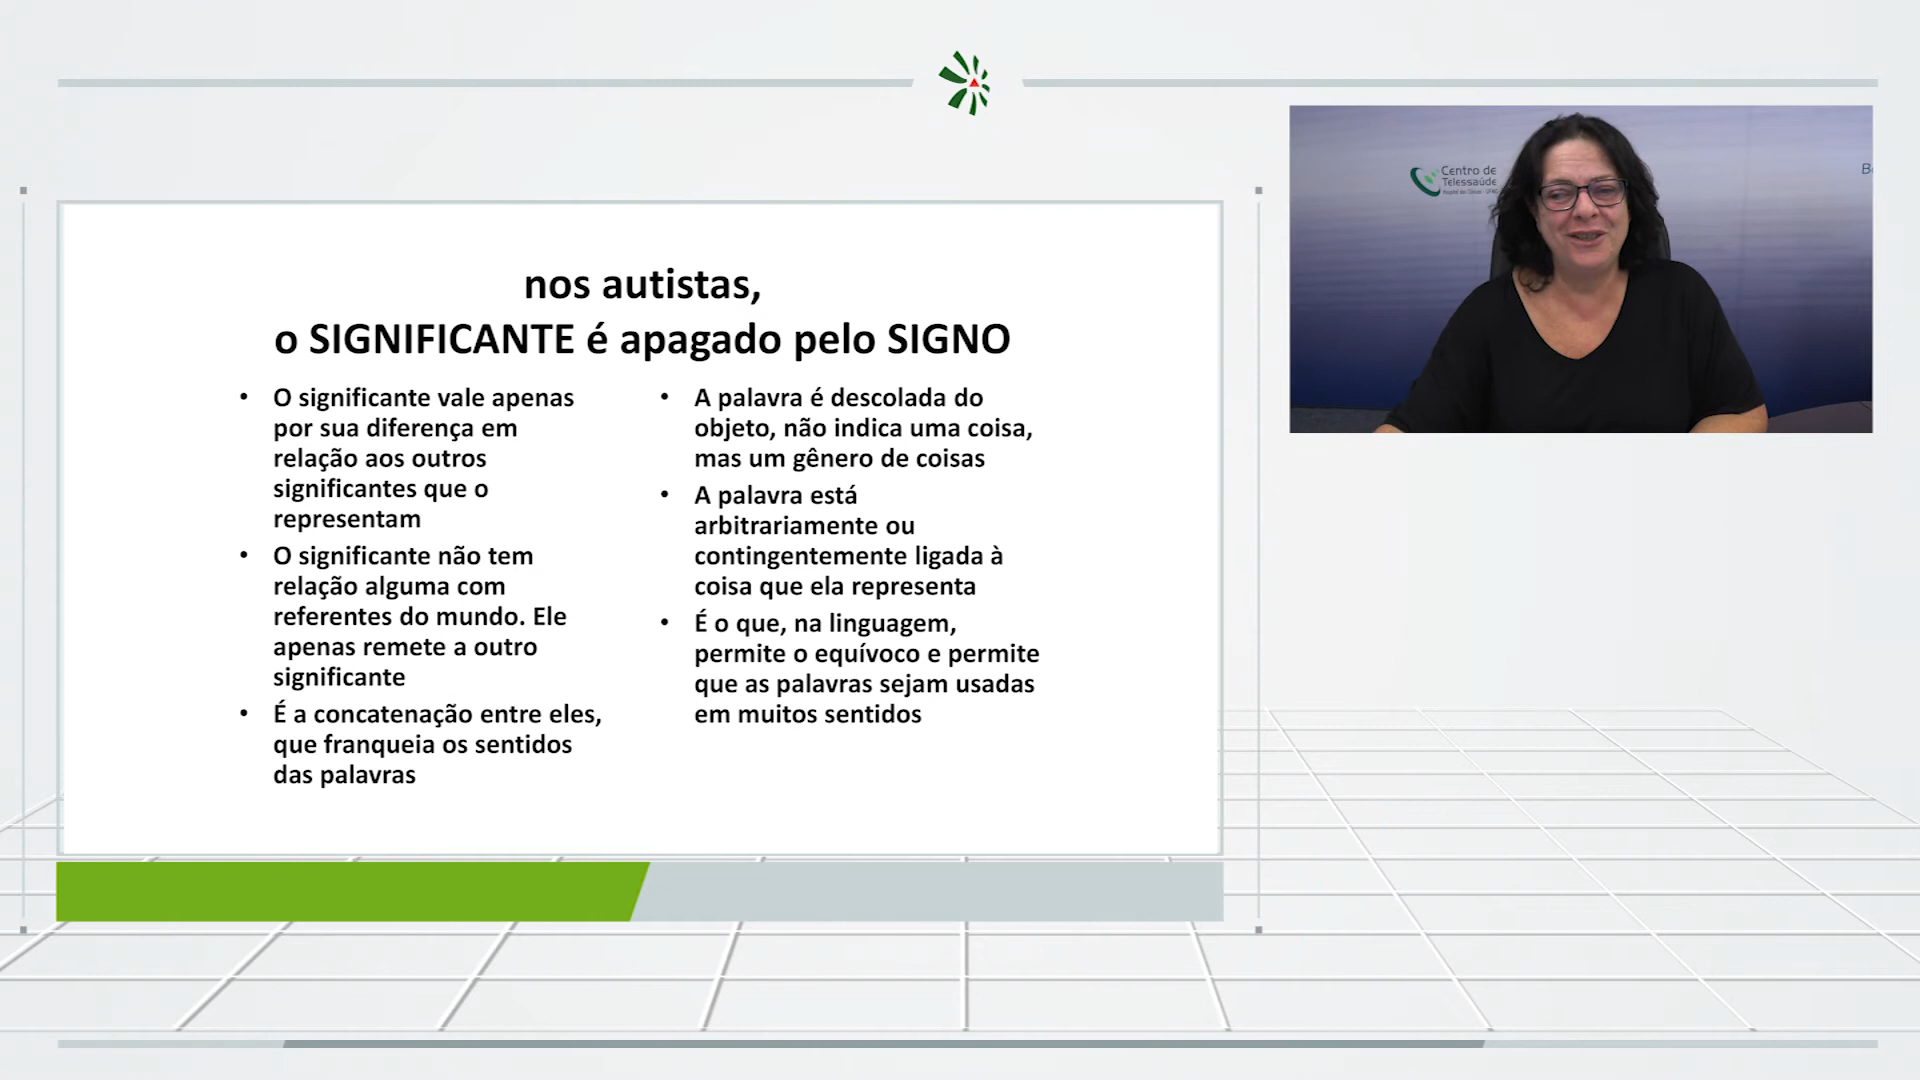 nos autistas,
o SIGNIFICANTE é apagado pelo SIGNO
• O significante vale apenas
por sua diferença em
relação aos outros
significantes que o
representam
• O significante não tem
relação alguma com
referentes do mundo. Ele
apenas remete a outro
significante
• É a concatenação entre eles,
que franqueia os sentidos
das palavras
• A palavra é descolada do
objeto, não indica uma coisa,
mas um gênero de coisas
• A palavra está
arbitrariamente ou
contingentemente ligada à
coisa que ela representa
• É o que, na linguagem,
permite o equívoco e permite
que as palavras sejam usadas
em muitos sentidos
Centro de
Telessaúde